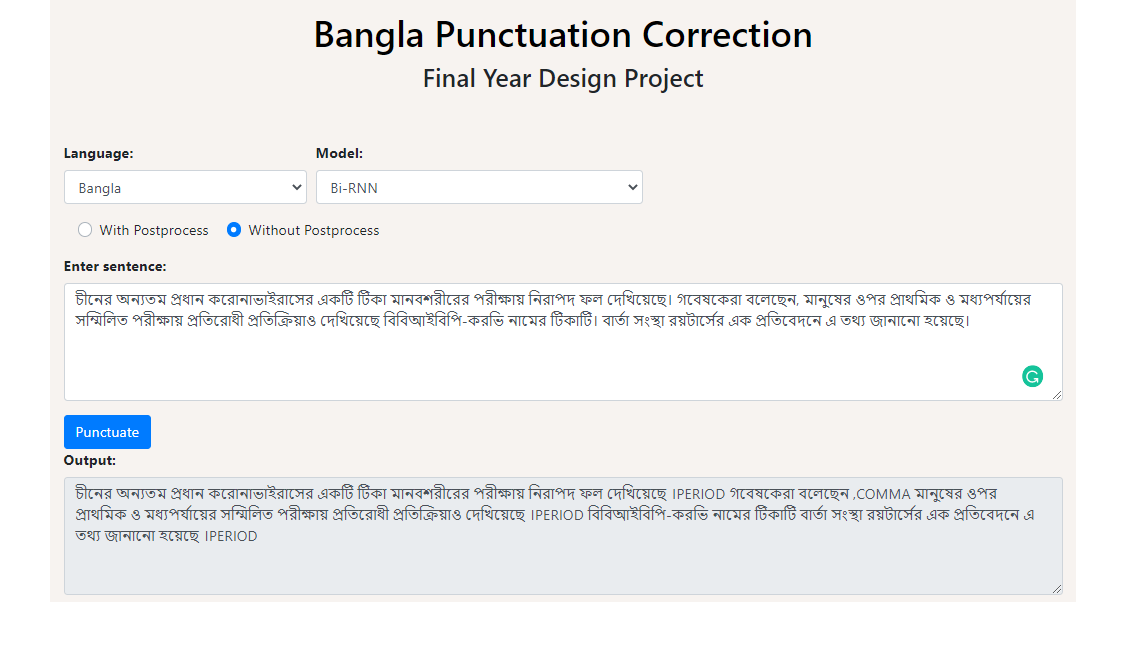 Bangla Punctuation Correction
Final Year Design Project
Language: Model:
Bangla Bi-RNN
With Postprocess Without Postprocess
Enter sentence:
চীনের অন্যতম প্রধান করোনাভাইরাসের একটি টিকা মানবশরীরের পরীক্ষায় নিরাপদ ফল দেখিয়েছে। গবেষকেরা বলেছেন, মানুষের ওপর প্রাথমিক ও মধ্যপর্যায়ের
সম্মিলিত পরীক্ষায় প্রতিরোধী প্রতিক্রিয়াও দেখিয়েছে বিবিআইবিপি-করভি নামের টিকাটি। বার্তা সংস্থা রয়টার্সের এক প্রতিবেদনে এ তথ্য জানানো হয়েছে।
Punctuate
Output:
চীনের অন্যতম প্রধান করোনাভাইরাসের একটি টিকা মানবশরীরের পরীক্ষায় নিরাপদ ফল দেখিয়েছে ।PERIOD গবেষকেরা বলেছেন ,COMMA মানুষের ওপর
প্রাথমিক ও মধ্যপর্যায়ের সম্মিলিত পরীক্ষায় প্রতিরোধী প্রতিক্রিয়াও দেখিয়েছে ।PERIOD বিবিআইবিপি-করভি নামের টিকাটি বার্তা সংস্থা রয়টার্সের এক প্রতিবেদনে এ
তথ্য জানানো হয়েছে ।PERIOD